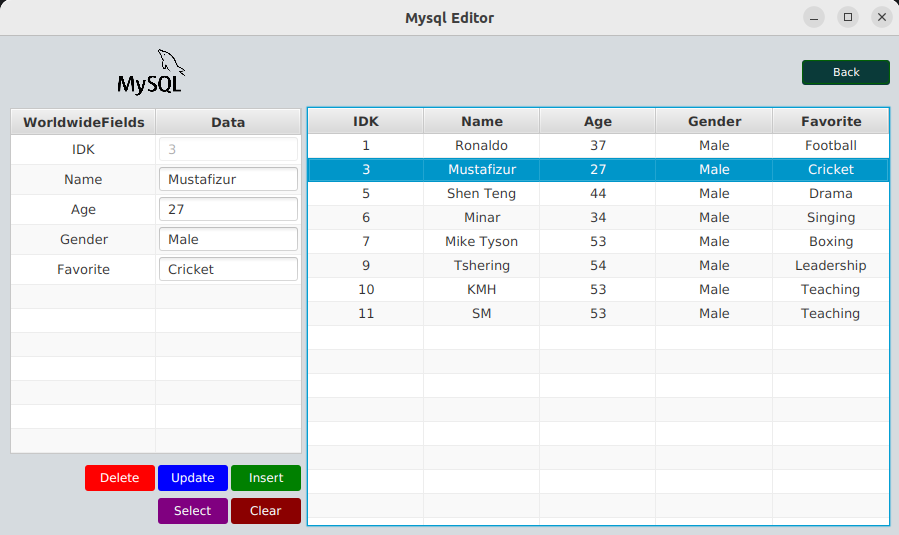 Mysql Editor
MySQL
Back
WorldwideFields Data
IDK 3
Name Mustafizur
Age 27
Gender Male
Favorite Cricket
Delete Update Insert
Select Clear
IDK Name Age Gender Favorite
1 Ronaldo 37 Male Football
3 Mustafizur 27 Male Cricket
5 Shen Teng 44 Male Drama
6 Minar 34 Male Singing
7 Mike Tyson 53 Male Boxing
9 Tshering 54 Male Leadership
10 KMH 53 Male Teaching
11 SM 53 Male Teaching